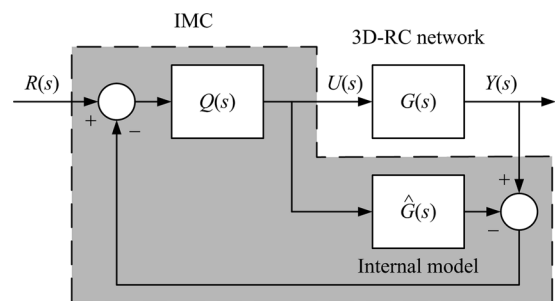 IMC
3D-RC network
R(s)
+
−
Q(s)
U(s)
G(s)
Y(s)
+
Ĝ(s)
−
Internal model